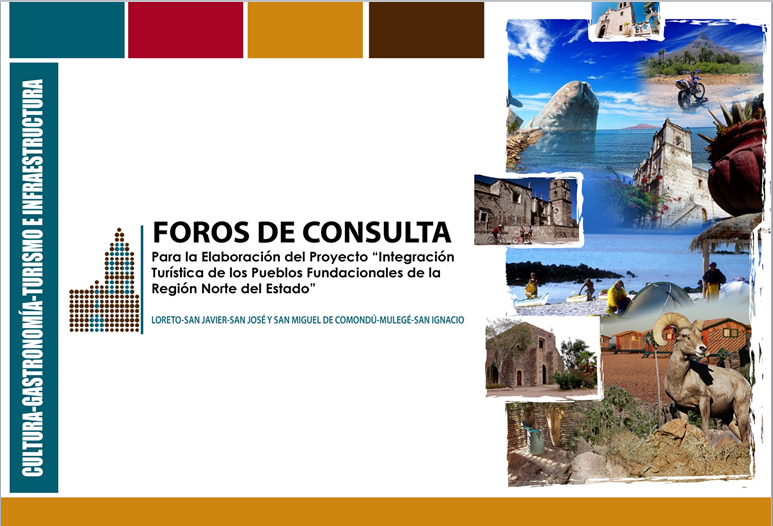 CULTURA-GASTRONOMÍA-TURISMO E INFRAESTRUCTURA
FOROS DE CONSULTA
Para la Elaboración del Proyecto “Integración
Turística de los Pueblos Fundacionales de la
Región Norte del Estado”
LORETO-SAN JAVIER-SAN JOSÉ Y SAN MIGUEL DE COMONDÚ-MULEGÉ-SAN IGNACIO